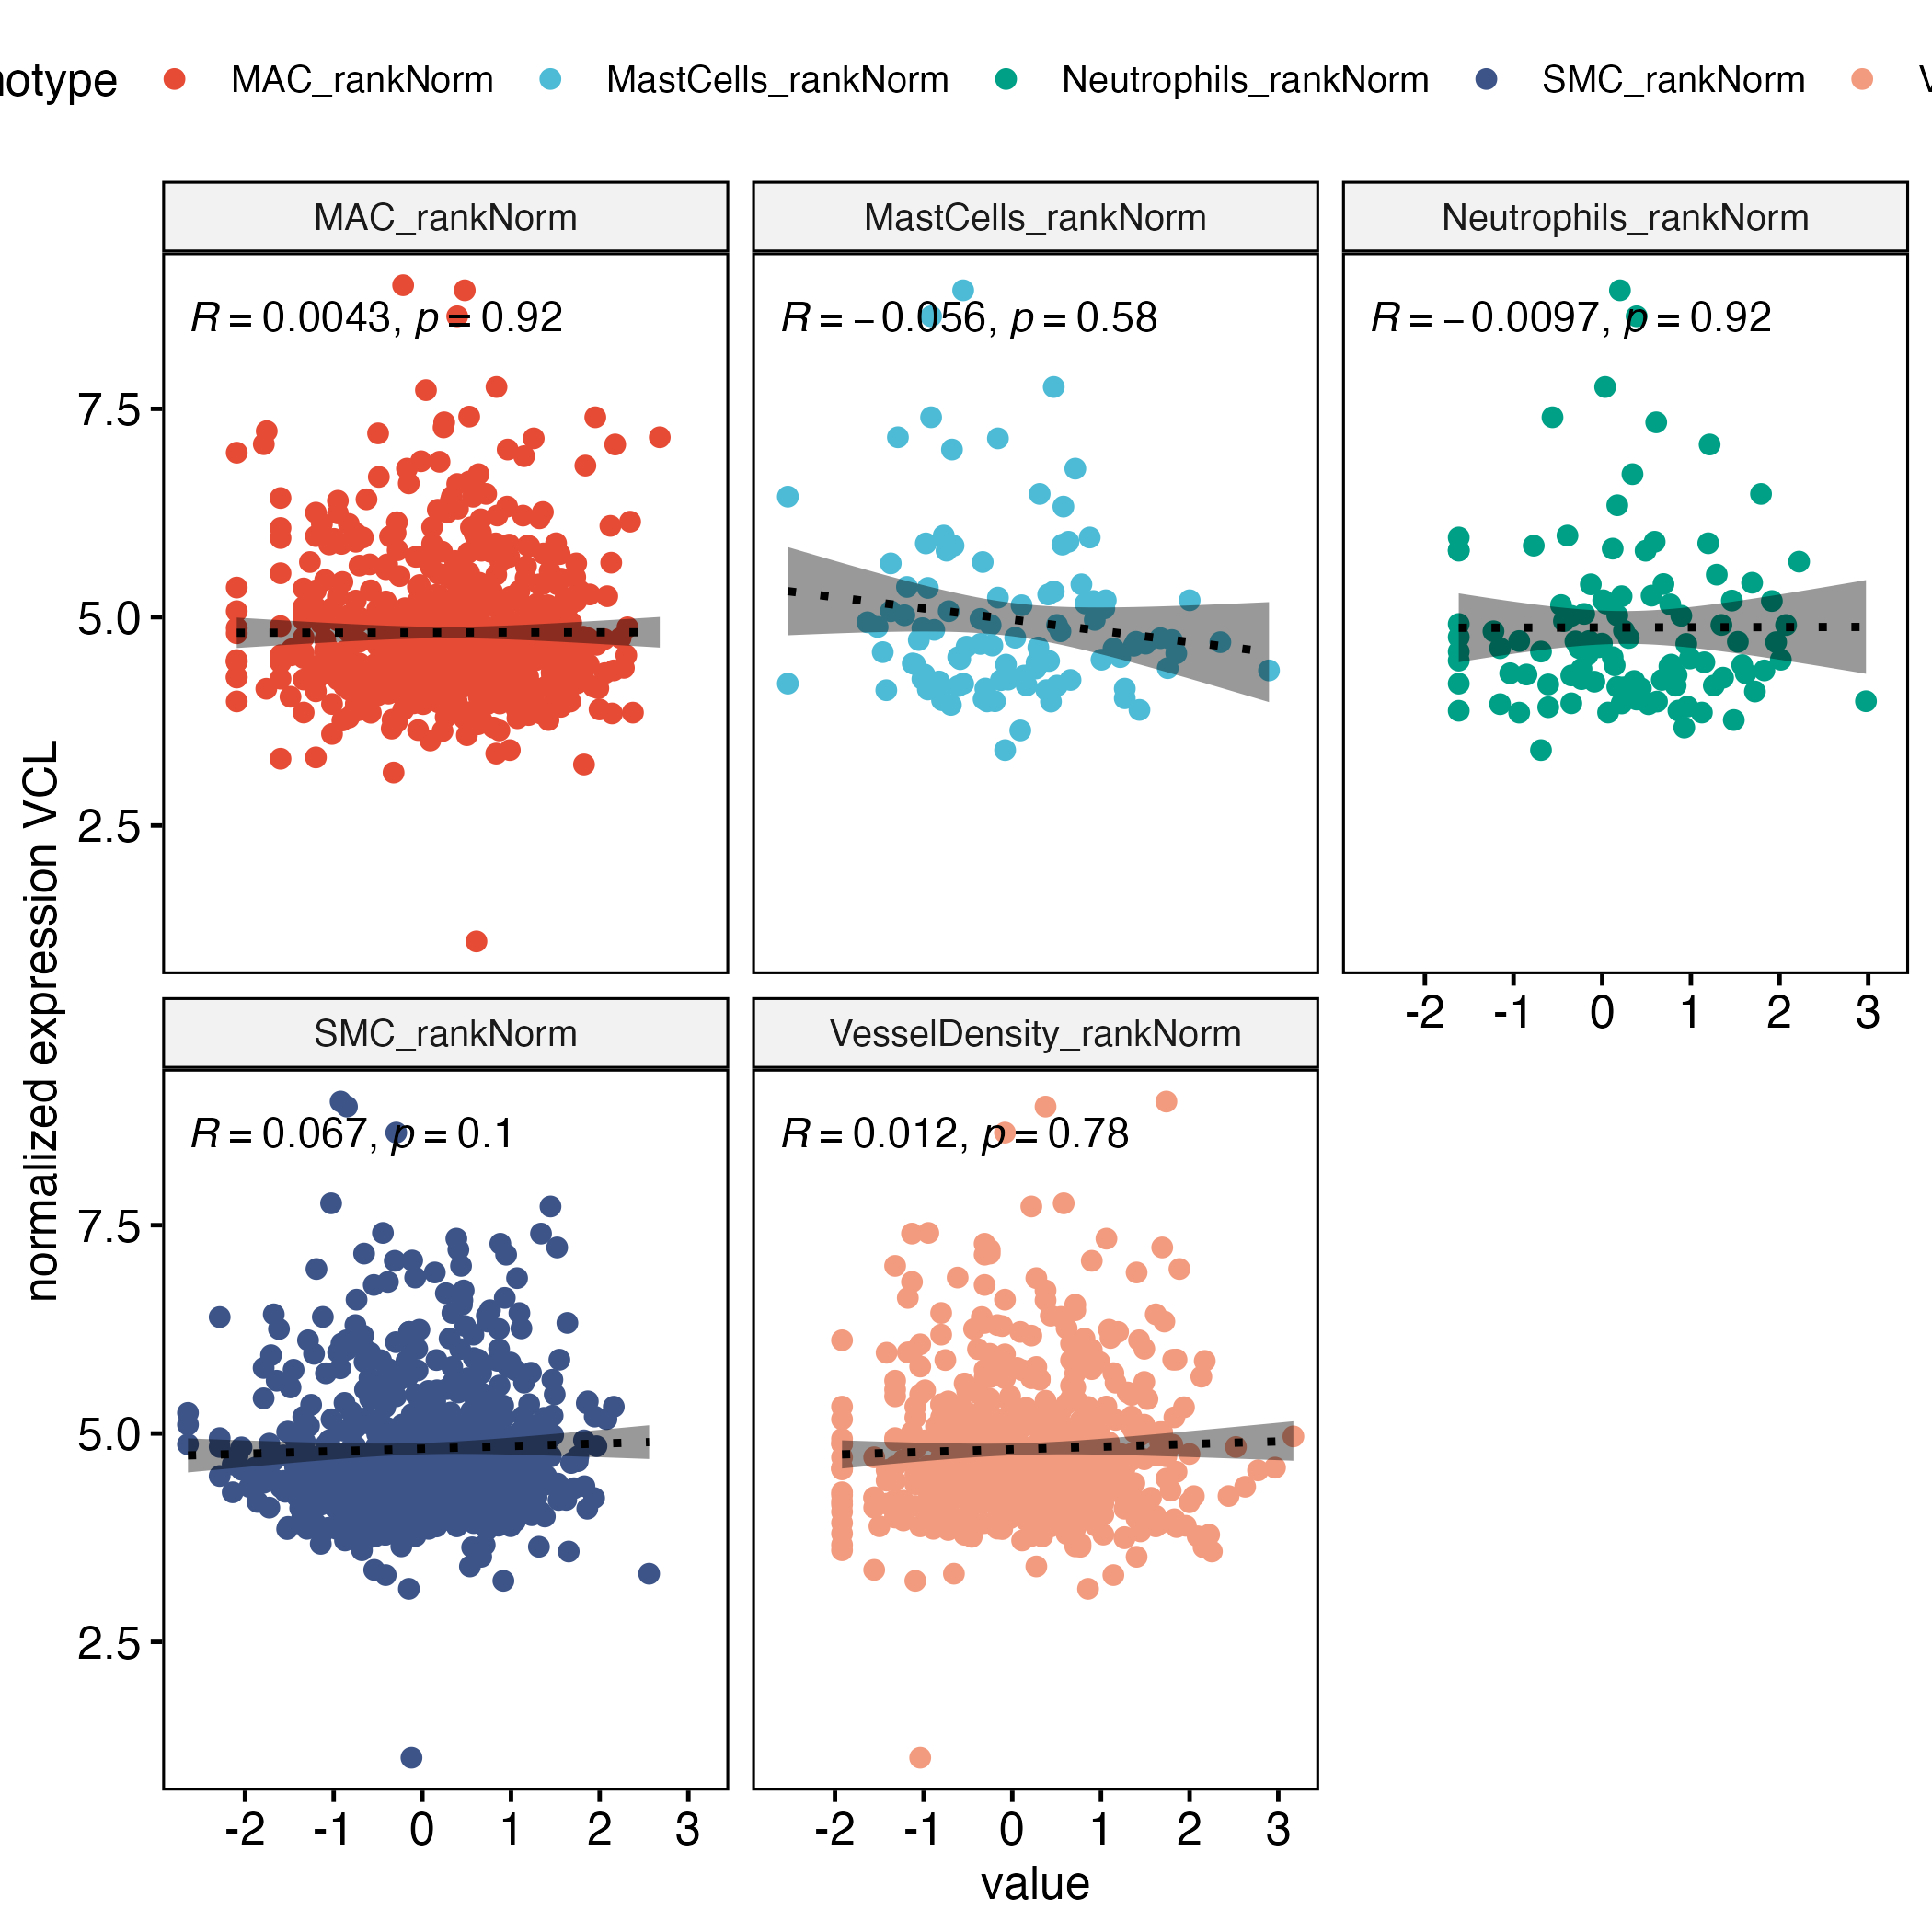 notype MAC_rankNorm MastCells_rankNorm Neutrophils_rankNorm SMC_rankNorm V
MAC_rankNorm MastCells_rankNorm Neutrophils_rankNorm
R = 0.0043, p = 0.92 R = −0.056, p = 0.58 R = −0.0097, p = 0.92
7.5
5.0
2.5
-2 -1 0 1 2 3
SMC_rankNorm VesselDensity_rankNorm
R = 0.067, p = 0.1 R = 0.012, p = 0.78
7.5
5.0
2.5
-2 -1 0 1 2 3 -2 -1 0 1 2 3
value
normalized expression VCL